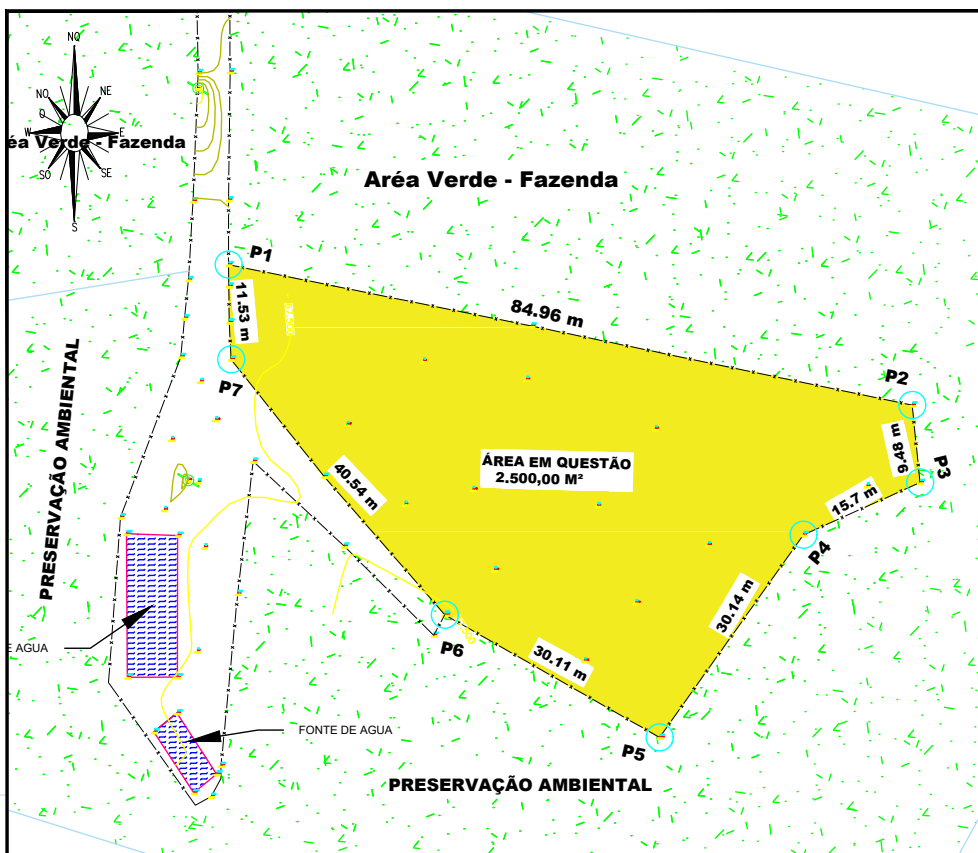 NQ
NO
NE
O
W
E
éa Verde - Fazenda
SO
SE
S
Aréa Verde - Fazenda
P1
11.53 m
84.96 m
P7
P2
9.48 m
P3
PRESERVAÇÃO AMBIENTAL
ÁREA EM QUESTÃO
2.500,00 M²
40.54 m
15.7 m
P4
30.14 m
E AGUA
P6
30.11 m
FONTE DE AGUA
P5
PRESERVAÇÃO AMBIENTAL